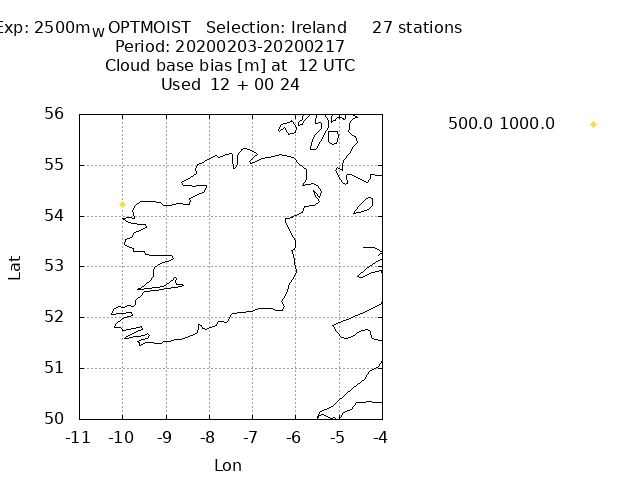 Exp: 2500m_W OPTMOIST   Selection: Ireland     27 stations
Period: 20200203-20200217
Cloud base bias [m] at  12 UTC
Used  12 + 00 24
500.0 1000.0
56
55
54
53
52
51
50
Lat
-11 -10 -9 -8 -7 -6 -5 -4
Lon